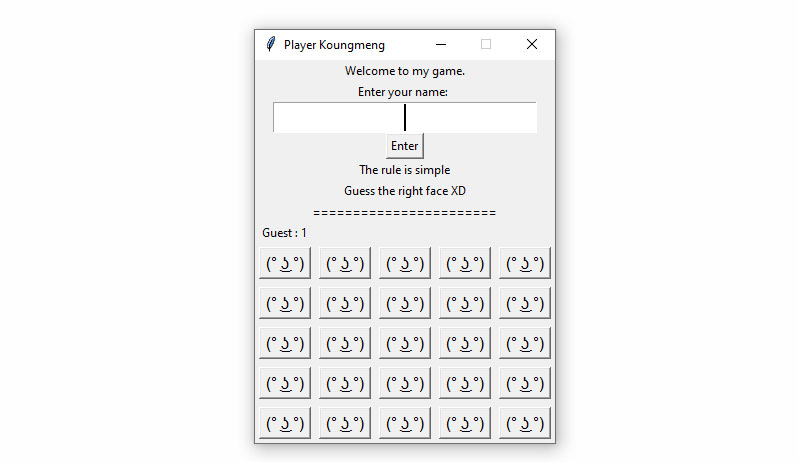 Player Koungmeng
Welcome to my game.
Enter your name:
Enter
The rule is simple
Guess the right face XD
=======================
Guest : 1
(° ͜ʖ °) (° ͜ʖ °) (° ͜ʖ °) (° ͜ʖ °) (° ͜ʖ °)
(° ͜ʖ °) (° ͜ʖ °) (° ͜ʖ °) (° ͜ʖ °) (° ͜ʖ °)
(° ͜ʖ °) (° ͜ʖ °) (° ͜ʖ °) (° ͜ʖ °) (° ͜ʖ °)
(° ͜ʖ °) (° ͜ʖ °) (° ͜ʖ °) (° ͜ʖ °) (° ͜ʖ °)
(° ͜ʖ °) (° ͜ʖ °) (° ͜ʖ °) (° ͜ʖ °) (° ͜ʖ °)